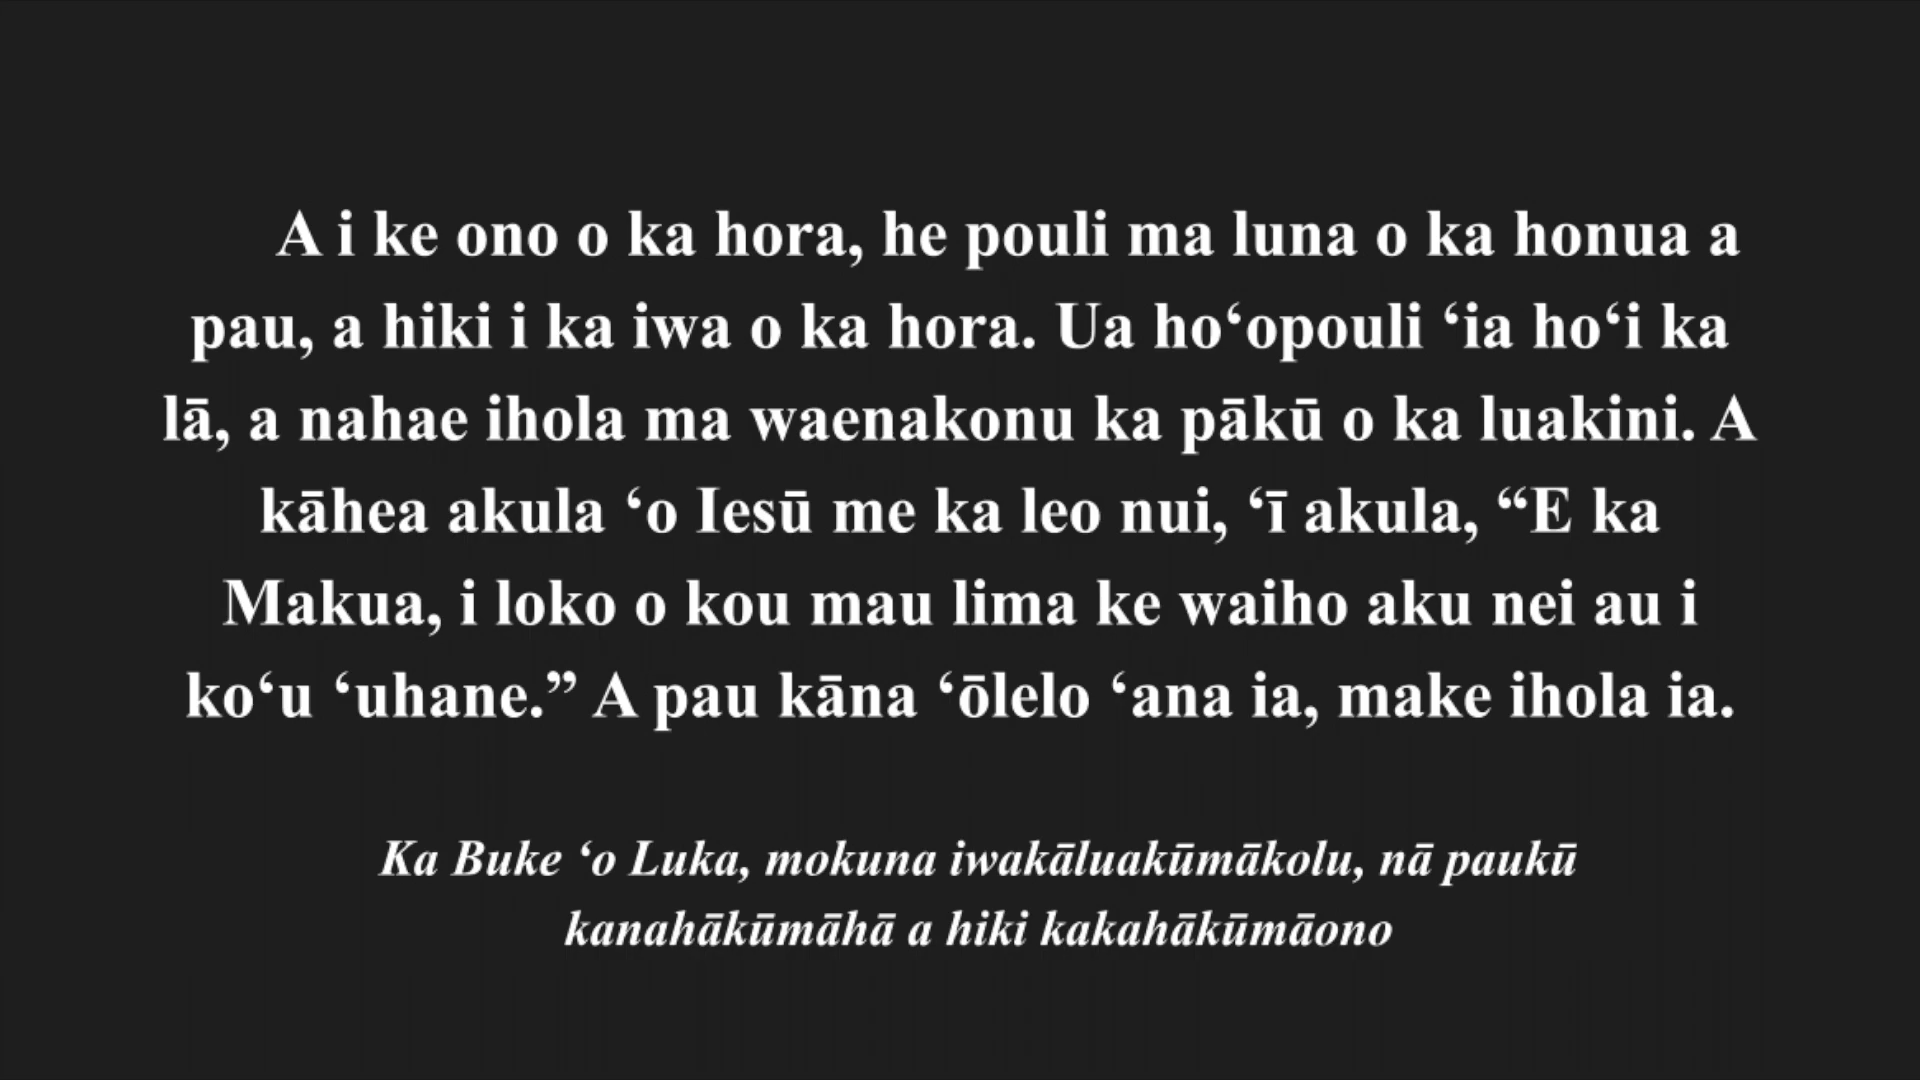 A i ke ono o ka hora, he pouli ma luna o ka honua a
pau, a hiki i ka iwa o ka hora. Ua hoʻopouli ʻia hoʻi ka
lā, a nahae ihola ma waenakonu ka pākū o ka luakini. A
kāhea akula ʻo Iesū me ka leo nui, ʻī akula, “E ka
Makua, i loko o kou mau lima ke waiho aku nei au i
koʻu ʻuhane.” A pau kāna ʻōlelo ʻana ia, make ihola ia.
Ka Buke ʻo Luka, mokuna iwakāluakūmākolu, nā paukū
kanahākūmāhā a hiki kakahākūmāono